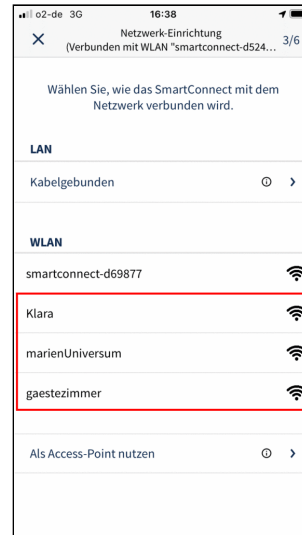 o2-de 3G 16:38
Netzwerk-Einrichtung
(Verbunden mit WLAN "smartconnect-d524... 3/6
Wählen Sie, wie das SmartConnect mit dem
Netzwerk verbunden wird.
LAN
Kabelgebunden
WLAN
smartconnect-d69877
Klara
marienUniversum
gaestezimmer
Als Access-Point nutzen